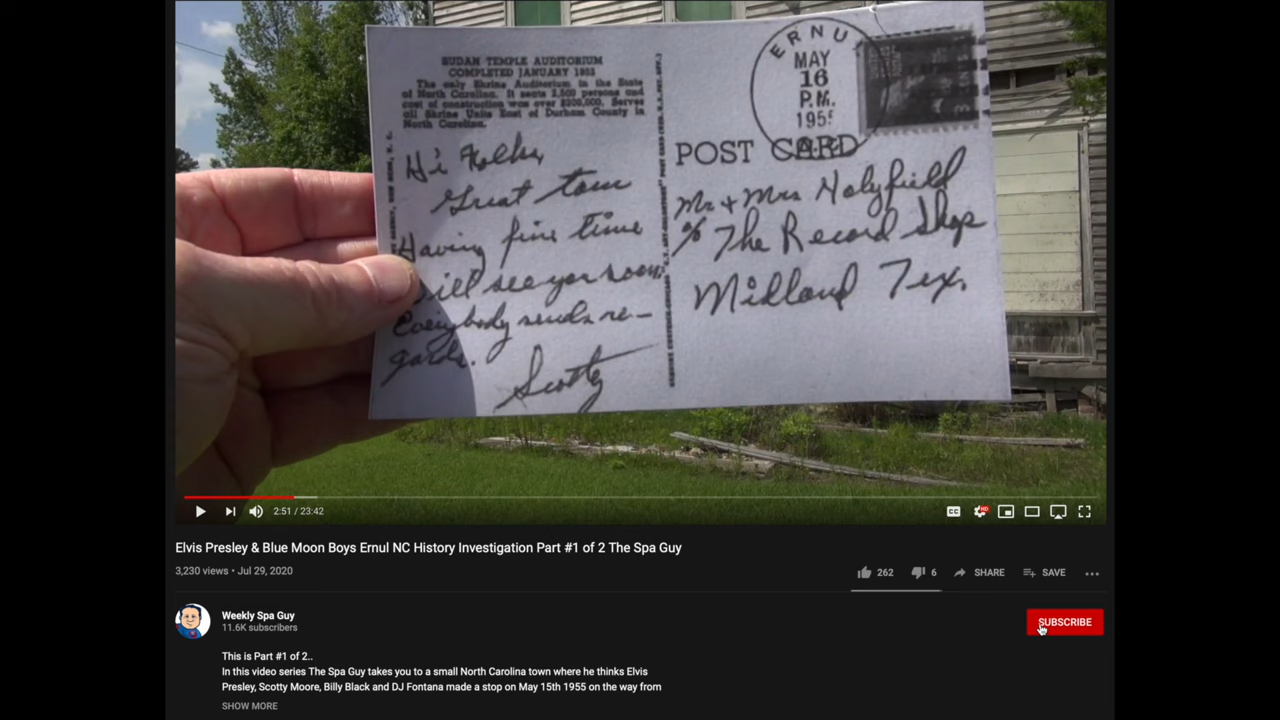 SUDAN TEMPLE AUDITORIUM
COMPLETED JANUARY 1953
The only Shrine Auditorium in the State
of North Carolina. It seats 2,500 persons and
cost of construction was over $200,000. Serves
all Shrine Units East of Durham County in
North Carolina.
Hi Folks,
Great tour
Having fine time
Will see you soon
Everybody sends re-
gards.
Scotty
ERNU
MAY
16
P.M.
1955
N.C.
POST CARD
Mr + Mrs Holyfield
% The Record Shop
Midland Tex.
2:51 / 23:42
CC
HD
Elvis Presley & Blue Moon Boys Ernul NC History Investigation Part #1 of 2 The Spa Guy
3,230 views • Jul 29, 2020
262
6
SHARE
SAVE
Weekly Spa Guy
11.6K subscribers
SUBSCRIBE
This is Part #1 of 2..
In this video series The Spa Guy takes you to a small North Carolina town where he thinks Elvis
Presley, Scotty Moore, Billy Black and DJ Fontana made a stop on May 15th 1955 on the way from
SHOW MORE